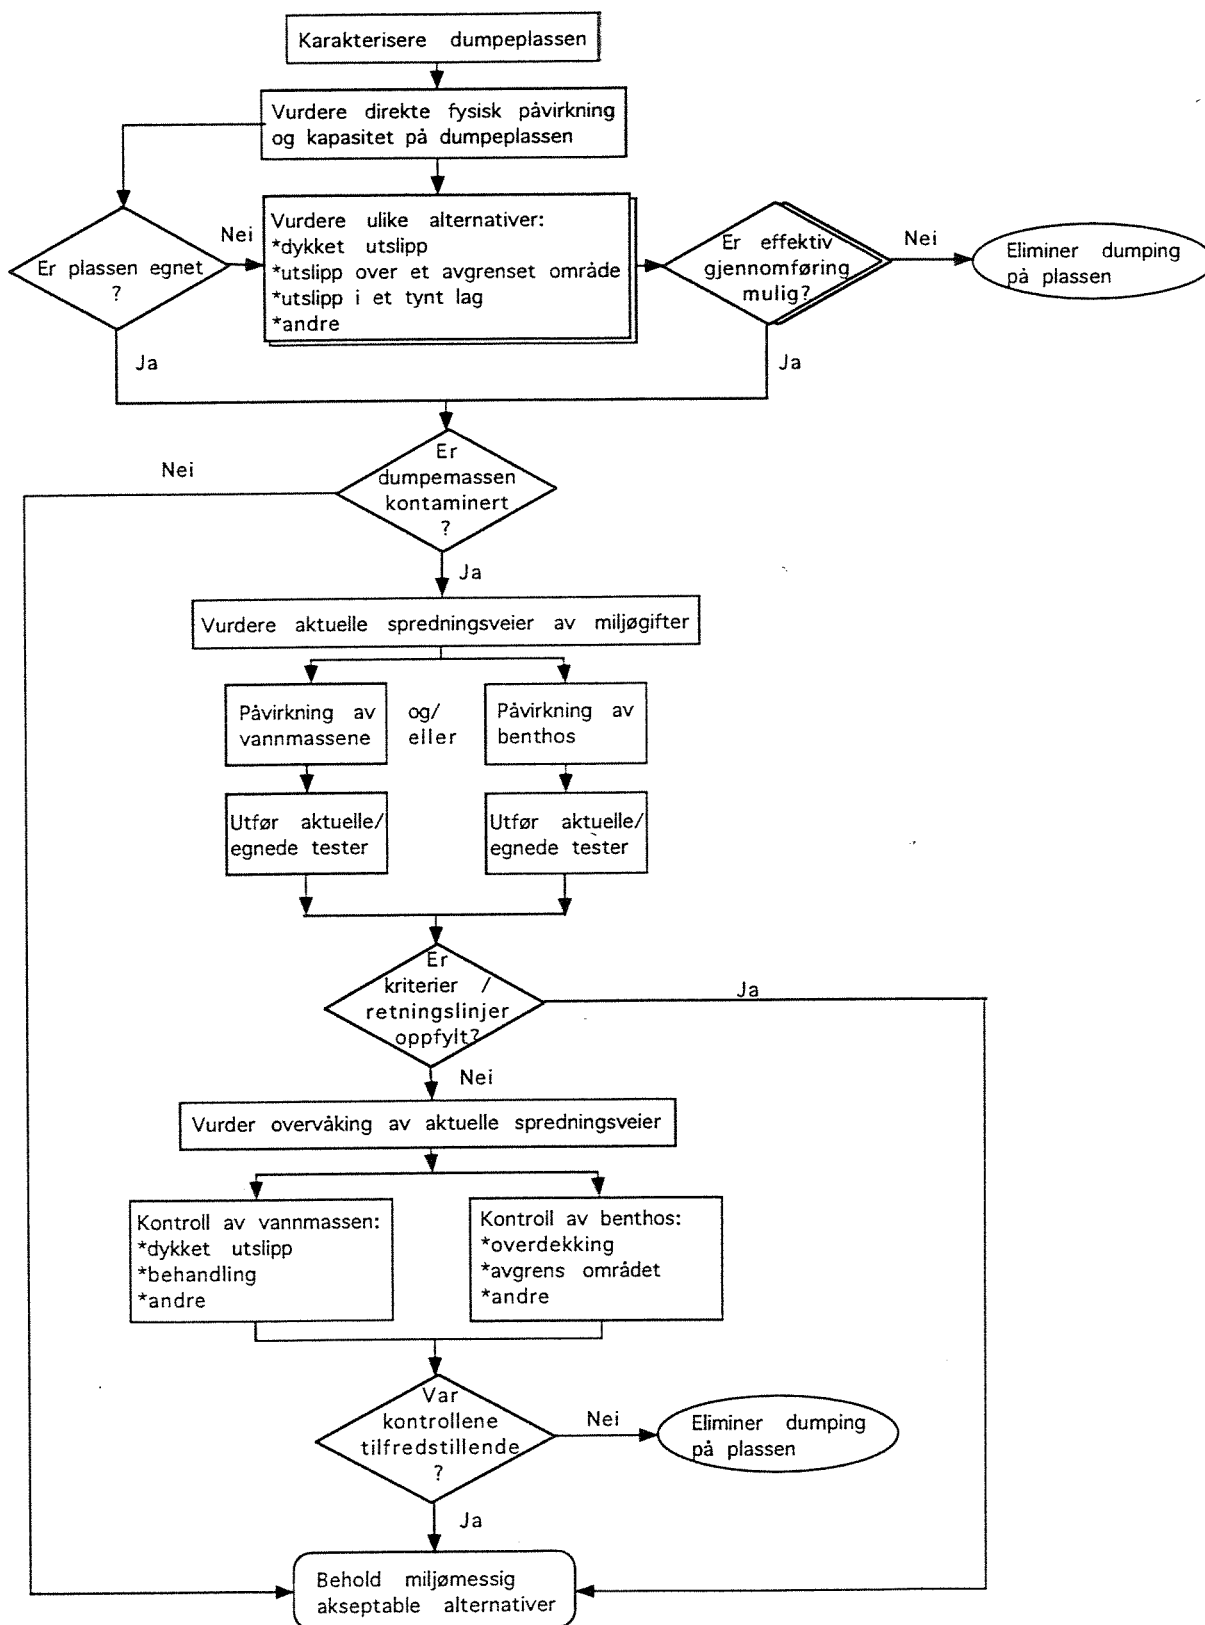 Karakterisere dumpeplassen
Vurdere direkte fysisk påvirkning
og kapasitet på dumpeplassen
Er plassen egnet
?
Nei
Ja
Vurdere ulike alternativer:
*dykket utslipp
*utslipp over et avgrenset område
*utslipp i et tynt lag
*andre
Er effektiv
gjennomføring
mulig?
Nei
Ja
Eliminer dumping
på plassen
Er
dumpemassen
kontaminert
?
Nei
Ja
Vurdere aktuelle spredningsveier av miljøgifter
Påvirkning av
vannmassene
og/
eller
Påvirkning av
benthos
Utfør aktuelle/
egnede tester
Utfør aktuelle/
egnede tester
Er
kriterier /
retningslinjer
oppfylt?
Ja
Nei
Vurder overvåking av aktuelle spredningsveier
Kontroll av vannmassen:
*dykket utslipp
*behandling
*andre
Kontroll av benthos:
*overdekking
*avgrens området
*andre
Var
kontrollene
tilfredstillende
?
Nei
Eliminer dumping
på plassen
Ja
Behold miljømessig
akseptable alternativer